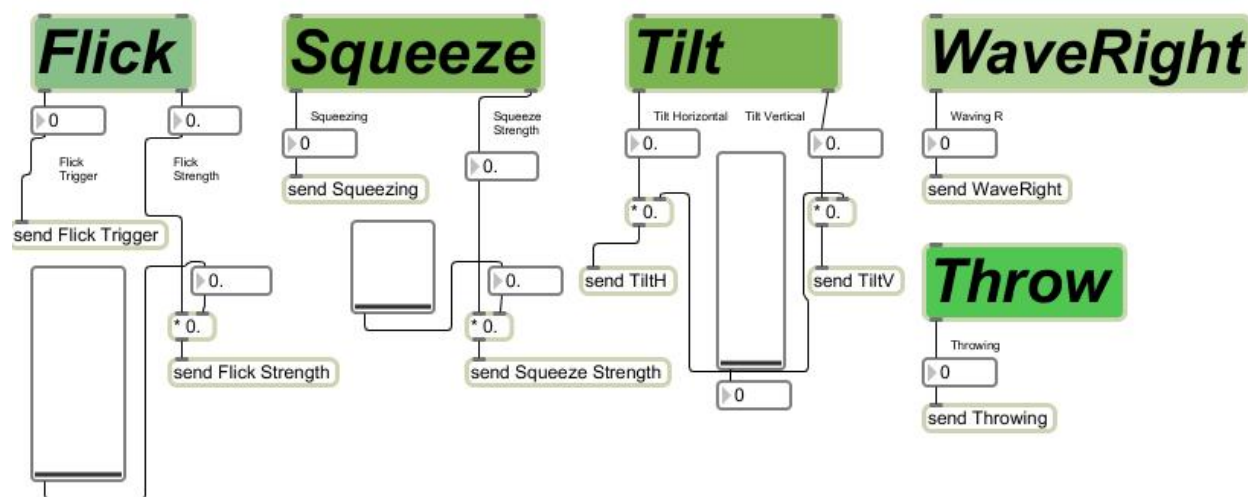 Flick
0
0.
Flick
Trigger
Flick
Strength
send Flick Trigger
0.
* 0.
send Flick Strength
Squeeze
Squeezing
Squeeze
Strength
0
0.
send Squeezing
0.
* 0.
send Squeeze Strength
Tilt
Tilt Horizontal
Tilt Vertical
0.
0.
* 0.
* 0.
send TiltH
send TiltV
0
WaveRight
Waving R
0
send WaveRight
Throw
Throwing
0
send Throwing